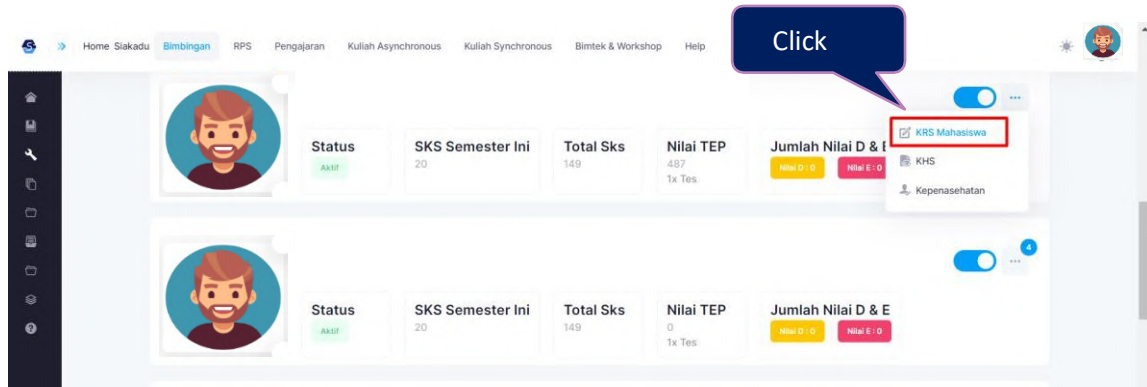 Click
Home Siakadu Bimbingan RPS Pengajaran Kuliah Asynchronous Kuliah Synchronous Bimtek & Workshop Help
KRS Mahasiswa
KHS
Kepenasehatan
Status
Aktif
SKS Semester Ini
20
Total Sks
149
Nilai TEP
487
1x Tes
Jumlah Nilai D & E
Nilai D : 0 Nilai E : 0
4
Status
Aktif
SKS Semester Ini
20
Total Sks
149
Nilai TEP
0
1x Tes
Jumlah Nilai D & E
Nilai D : 0 Nilai E : 0